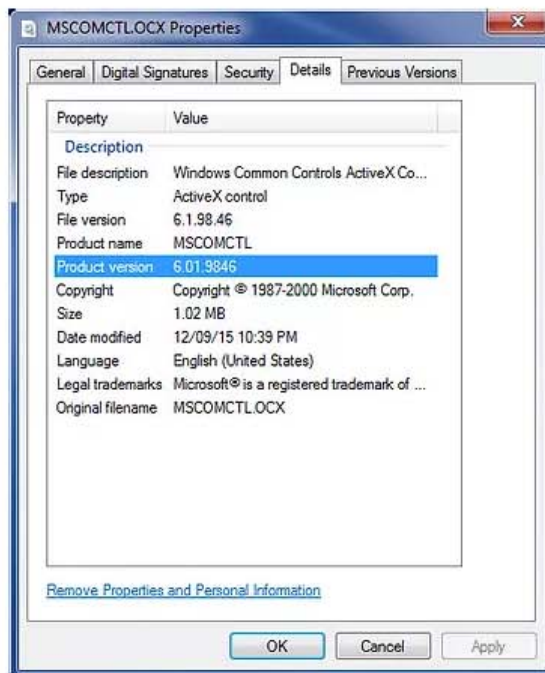 MSCOMCTL.OCX Properties
General Digital Signatures Security Details Previous Versions
Property Value
Description
File description Windows Common Controls ActiveX Co...
Type ActiveX control
File version 6.1.98.46
Product name MSCOMCTL
Product version 6.01.9846
Copyright Copyright © 1987-2000 Microsoft Corp.
Size 1.02 MB
Date modified 12/09/15 10:39 PM
Language English (United States)
Legal trademarks Microsoft® is a registered trademark of ...
Original filename MSCOMCTL.OCX
Remove Properties and Personal Information
OK Cancel Apply